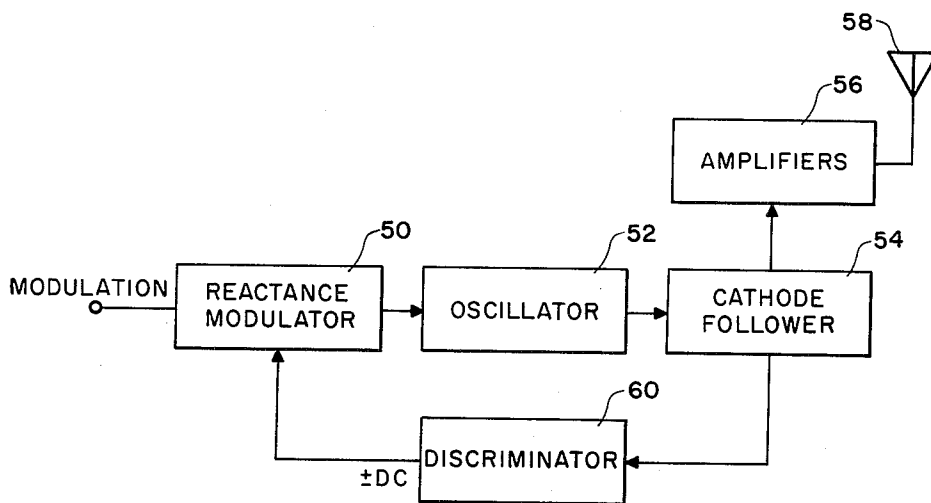 58
56
AMPLIFIERS
50
52
54
MODULATION
REACTANCE
MODULATOR
OSCILLATOR
CATHODE
FOLLOWER
60
DISCRIMINATOR
±DC